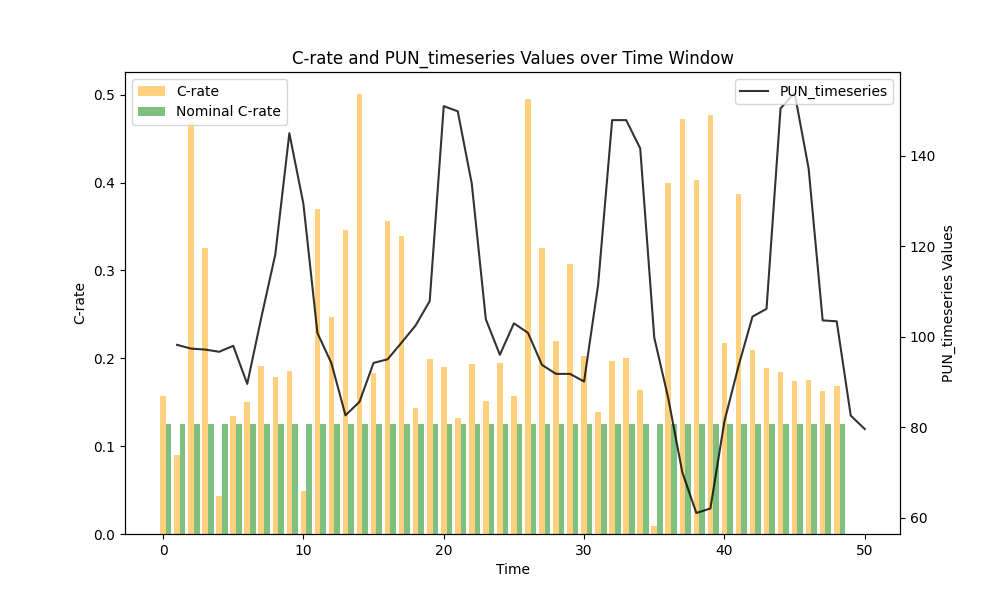 C-rate and PUN_timeseries Values over Time Window
C-rate
Nominal C-rate
PUN_timeseries
0.5
0.4
0.3
0.2
0.1
0.0
C-rate
140
120
100
80
60
PUN_timeseries Values
0 10 20 30 40 50
Time